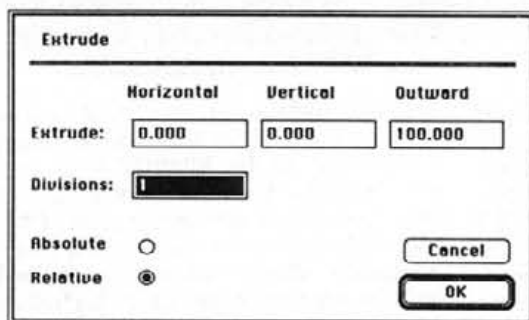 Extrude
Horizontal Vertical Outward
Extrude: 0.000 0.000 100.000
Divisions: 1
Absolute
Cancel
Relative
OK